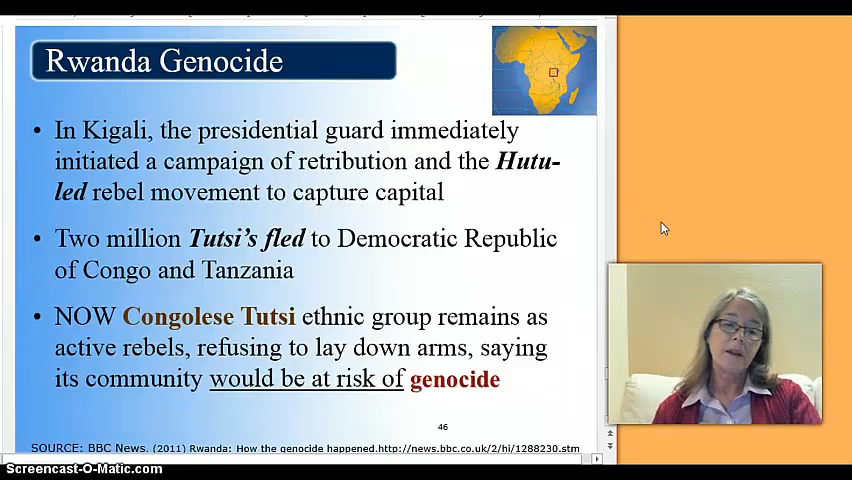 Rwanda Genocide
• In Kigali, the presidential guard immediately
initiated a campaign of retribution and the Hutu-
led rebel movement to capture capital
• Two million Tutsi's fled to Democratic Republic
of Congo and Tanzania
• NOW Congolese Tutsi ethnic group remains as
active rebels, refusing to lay down arms, saying
its community would be at risk of genocide
46
SOURCE: BBC News. (2011) Rwanda: How the genocide happened.http://news.bbc.co.uk/2/hi/1288230.stm
Screencast-O-Matic.com